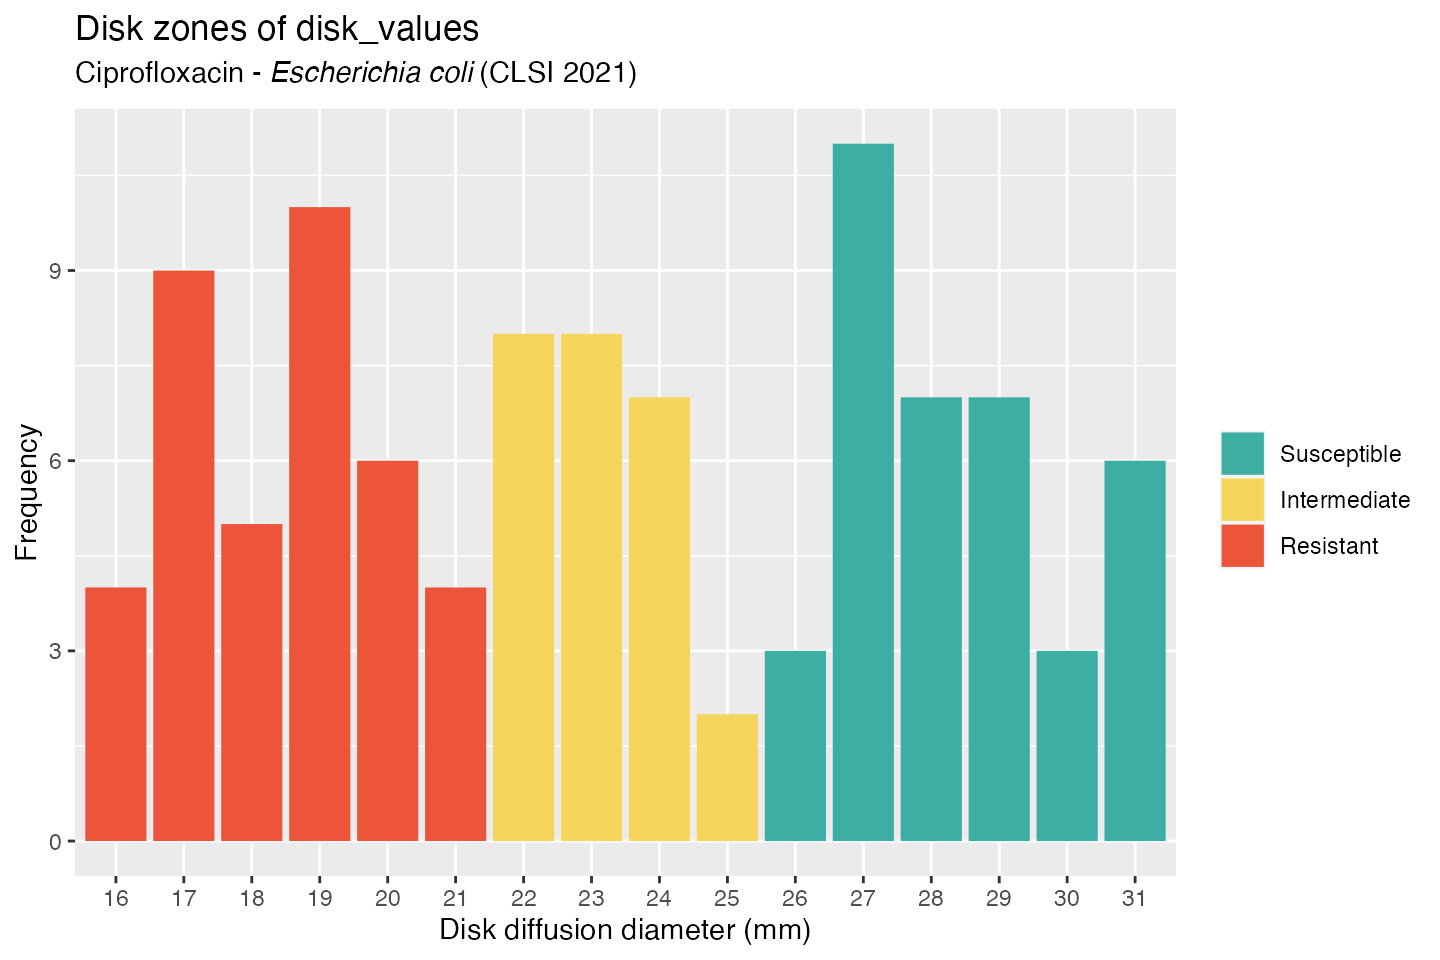 Disk zones of disk_values
Ciprofloxacin - Escherichia coli (CLSI 2021)
Frequency
9
6
3
0
16 17 18 19 20 21 22 23 24 25 26 27 28 29 30 31
Disk diffusion diameter (mm)
Susceptible
Intermediate
Resistant